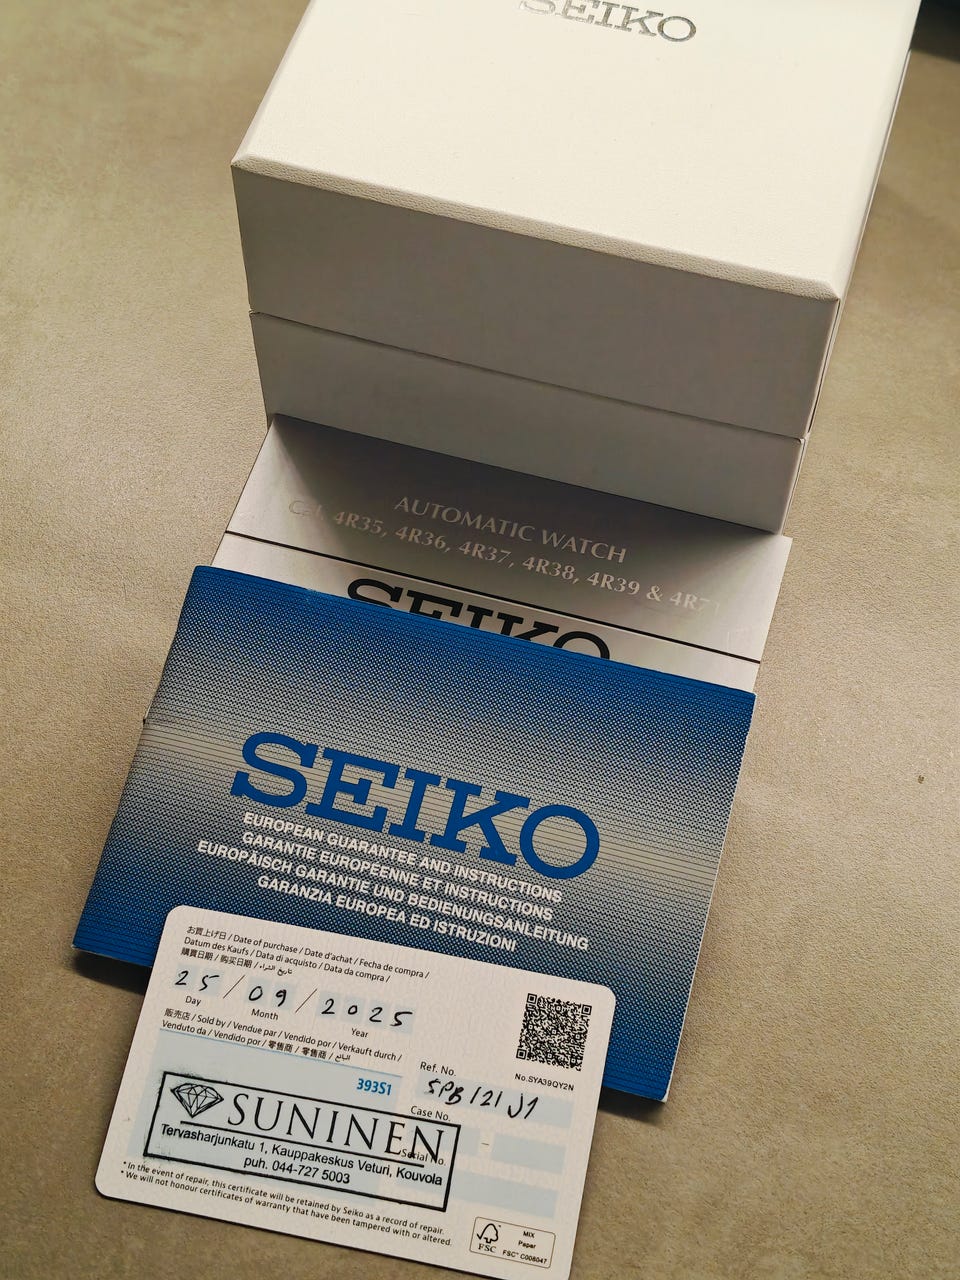 SEIKO
AUTOMATIC WATCH
Cal. 4R35, 4R36, 4R37, 4R38, 4R39 & 4R71
SEIKO
SEIKO
EUROPEAN GUARANTEE AND INSTRUCTIONS
GARANTIE EUROPEENNE ET INSTRUCTIONS
EUROPÄISCH GARANTIE UND BEDIENUNGSANLEITUNG
GARANZIA EUROPEA ED ISTRUZIONI
お買上げ日 / Date of purchase / Date d'achat / Fecha de compra /
Datum des Kaufs / Data di acquisto / Data da compra /
購買日期 / 购买日期 / تاريخ الشراء
25 / 09 / 2025
Day Month Year
販売店 / Sold by / Vendue par / Vendido por / Verkauft durch /
Venduto da / Vendido por / 零售商 / 零售商 / البائع
393S1
No.SYA39QY2N
Ref. No.
SPB121J1
Case No.
-
Serial No.
SUNINEN
Tervasharjunkatu 1, Kauppakeskus Veturi, Kouvola
puh. 044-727 5003
* In the event of repair, this certificate will be retained by Seiko as a record of repair.
* We will not honour certificates of warranty that have been tampered with or altered.
FSC
MIX
Paper
FSC® C008047